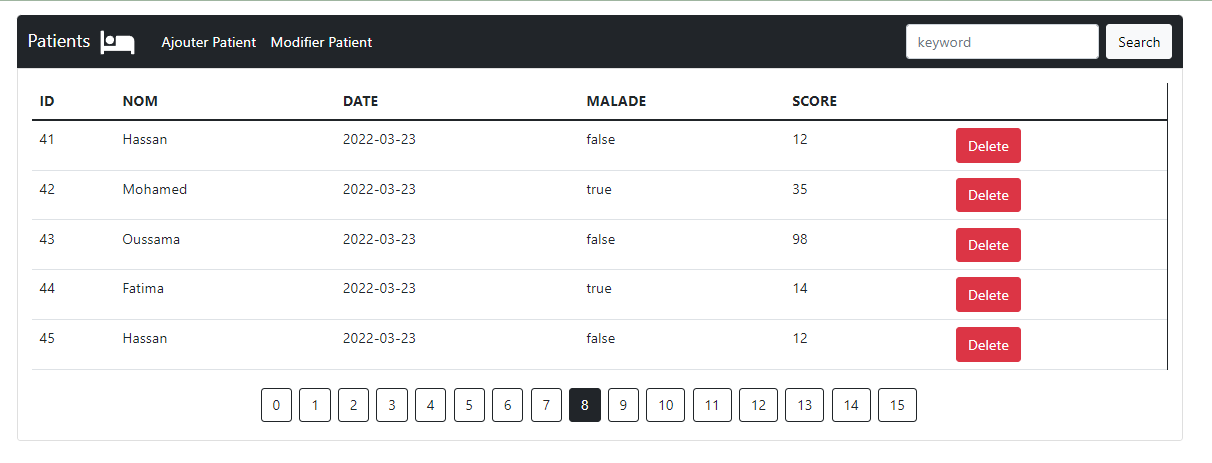 Patients Ajouter Patient Modifier Patient keyword Search
ID NOM DATE MALADE SCORE
41 Hassan 2022-03-23 false 12 Delete
42 Mohamed 2022-03-23 true 35 Delete
43 Oussama 2022-03-23 false 98 Delete
44 Fatima 2022-03-23 true 14 Delete
45 Hassan 2022-03-23 false 12 Delete
0 1 2 3 4 5 6 7 8 9 10 11 12 13 14 15